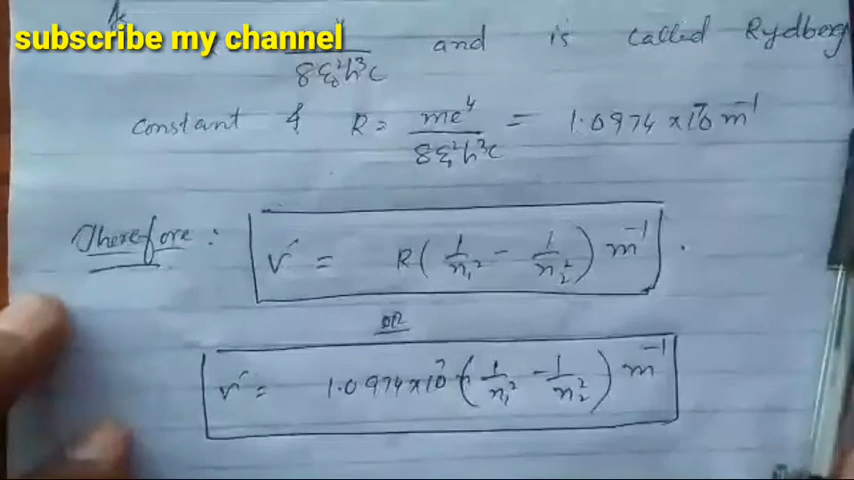 subscribe my channel
8ε₀²h³c and is called Rydberg
constant & R = me⁴ / 8ε₀²h³c = 1.0974 × 10⁷ m⁻¹
Therefore : v̄ = R ( 1/n₁² - 1/n₂² ) m⁻¹ .
OR
v̄ = 1.0974 × 10⁷ ( 1/n₁² - 1/n₂² ) m⁻¹